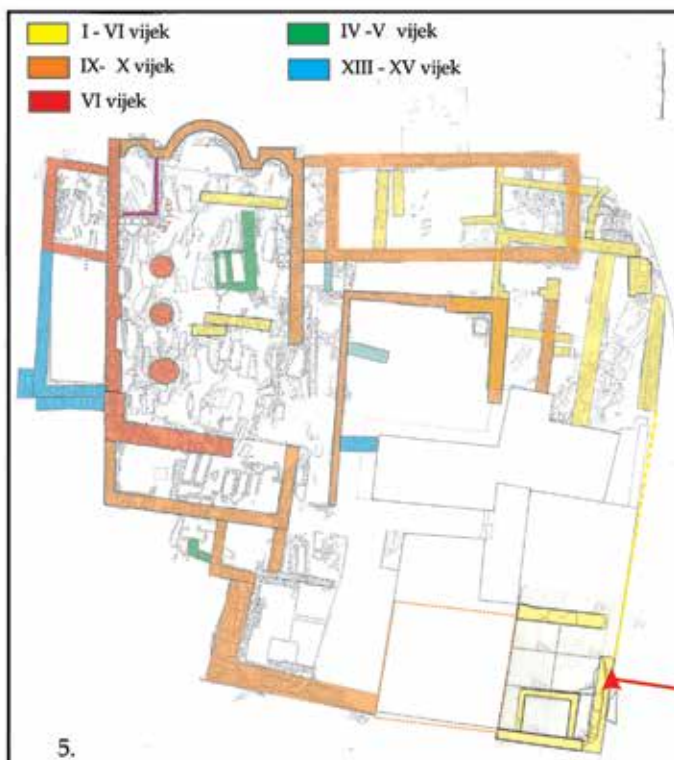 I - VI vijek
IV -V vijek
IX- X vijek
XIII - XV vijek
VI vijek
5.